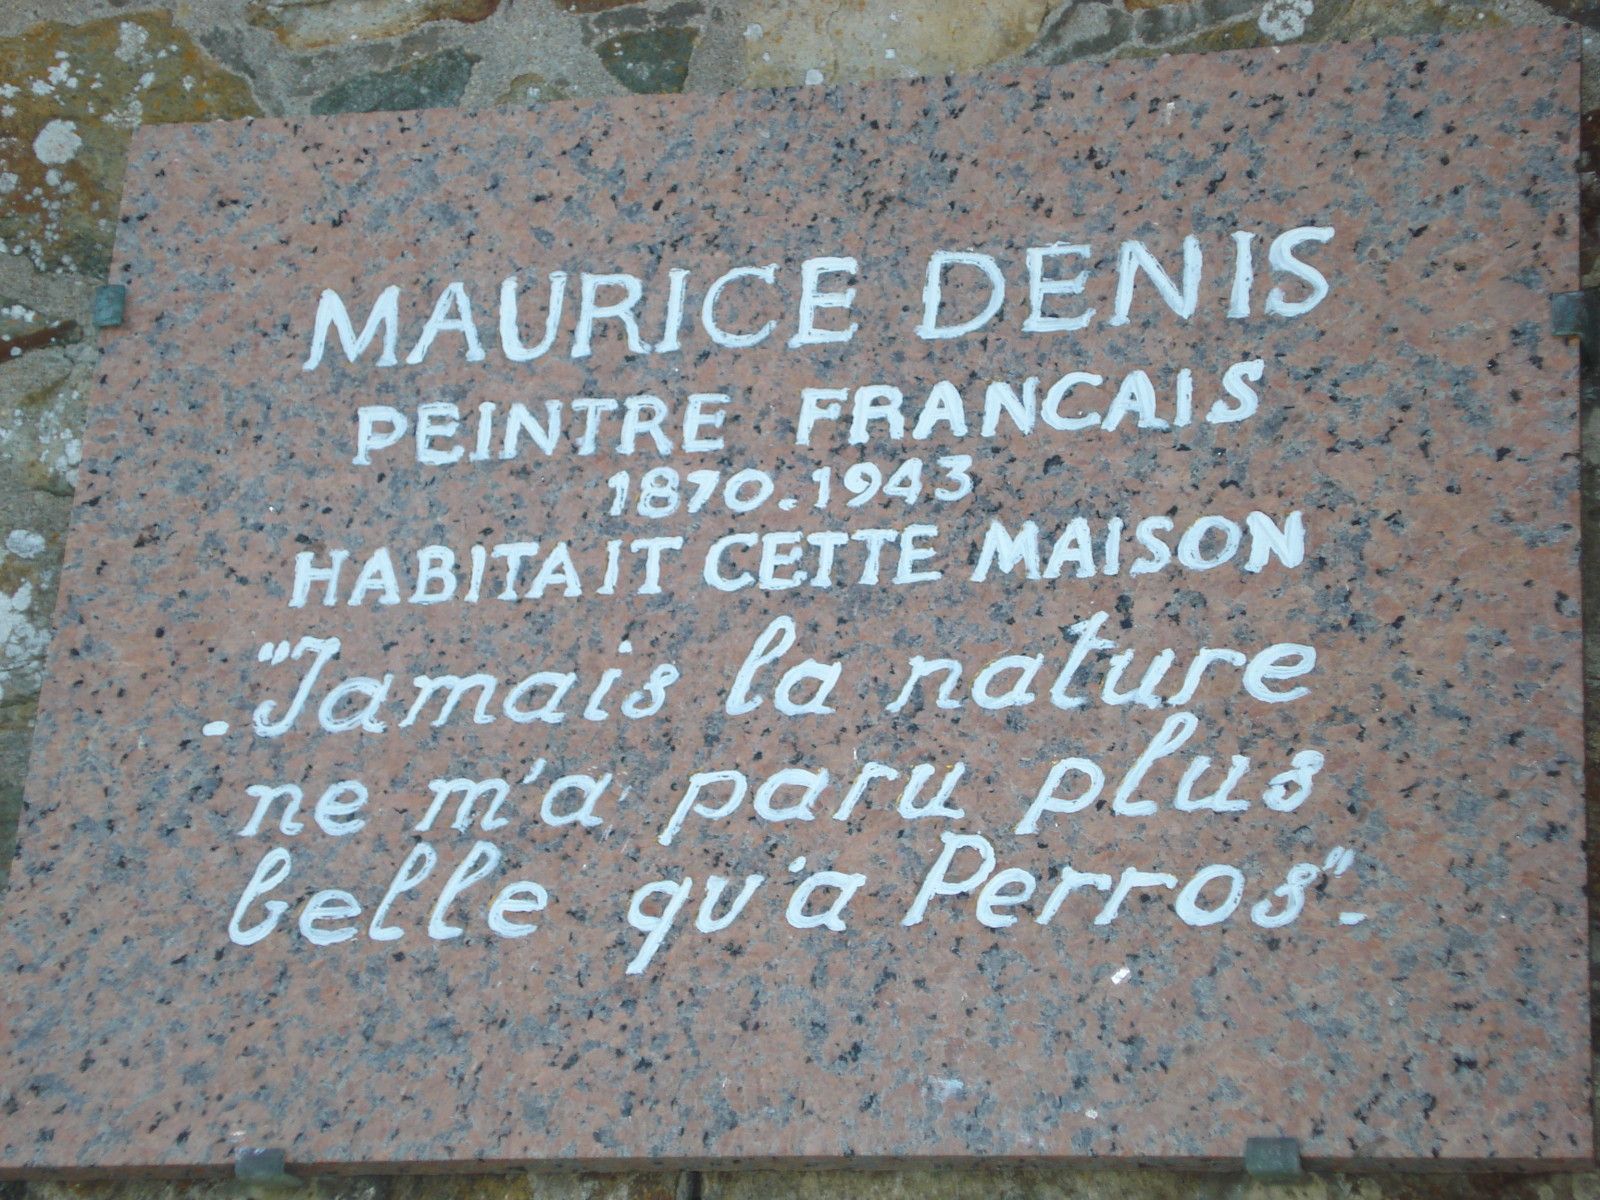 MAURICE DENIS
PEINTRE FRANCAIS
1870.1943
HABITAIT CETTE MAISON
-"Jamais la nature
ne m'a paru plus
belle qu'a Perros"-